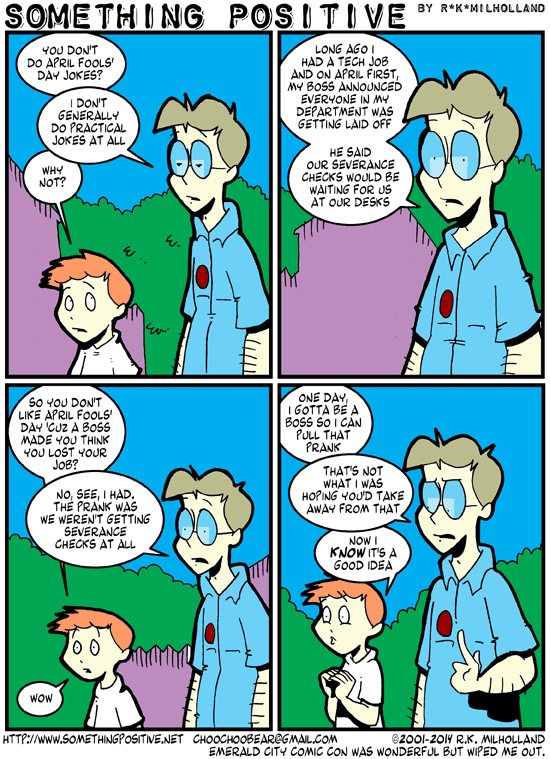 SOMETHING POSITIVE BY R*K*MILHOLLAND
YOU DON'T
DO APRIL FOOLS'
DAY JOKES?
I DON'T
GENERALLY
DO PRACTICAL
JOKES AT ALL
WHY
NOT?
LONG AGO I
HAD A TECH JOB
AND ON APRIL FIRST,
MY BOSS ANNOUNCED
EVERYONE IN MY
DEPARTMENT WAS
GETTING LAID OFF
HE SAID
OUR SEVERANCE
CHECKS WOULD BE
WAITING FOR US
AT OUR DESKS
SO YOU DON'T
LIKE APRIL FOOLS'
DAY 'CUZ A BOSS
MADE YOU THINK
YOU LOST YOUR
JOB?
NO, SEE, I HAD.
THE PRANK WAS
WE WEREN'T GETTING
SEVERANCE
CHECKS AT ALL
WOW
ONE DAY,
I GOTTA BE A
BOSS SO I CAN
PULL THAT
PRANK
THAT'S NOT
WHAT I WAS
HOPING YOU'D TAKE
AWAY FROM THAT
NOW I
KNOW IT'S A
GOOD IDEA
HTTP://WWW.SOMETHINGPOSITIVE.NET CHOOCHOOBEAR@GMAIL.COM ©2001-2014 R.K. MILHOLLAND
EMERALD CITY COMIC CON WAS WONDERFUL BUT WIPED ME OUT.